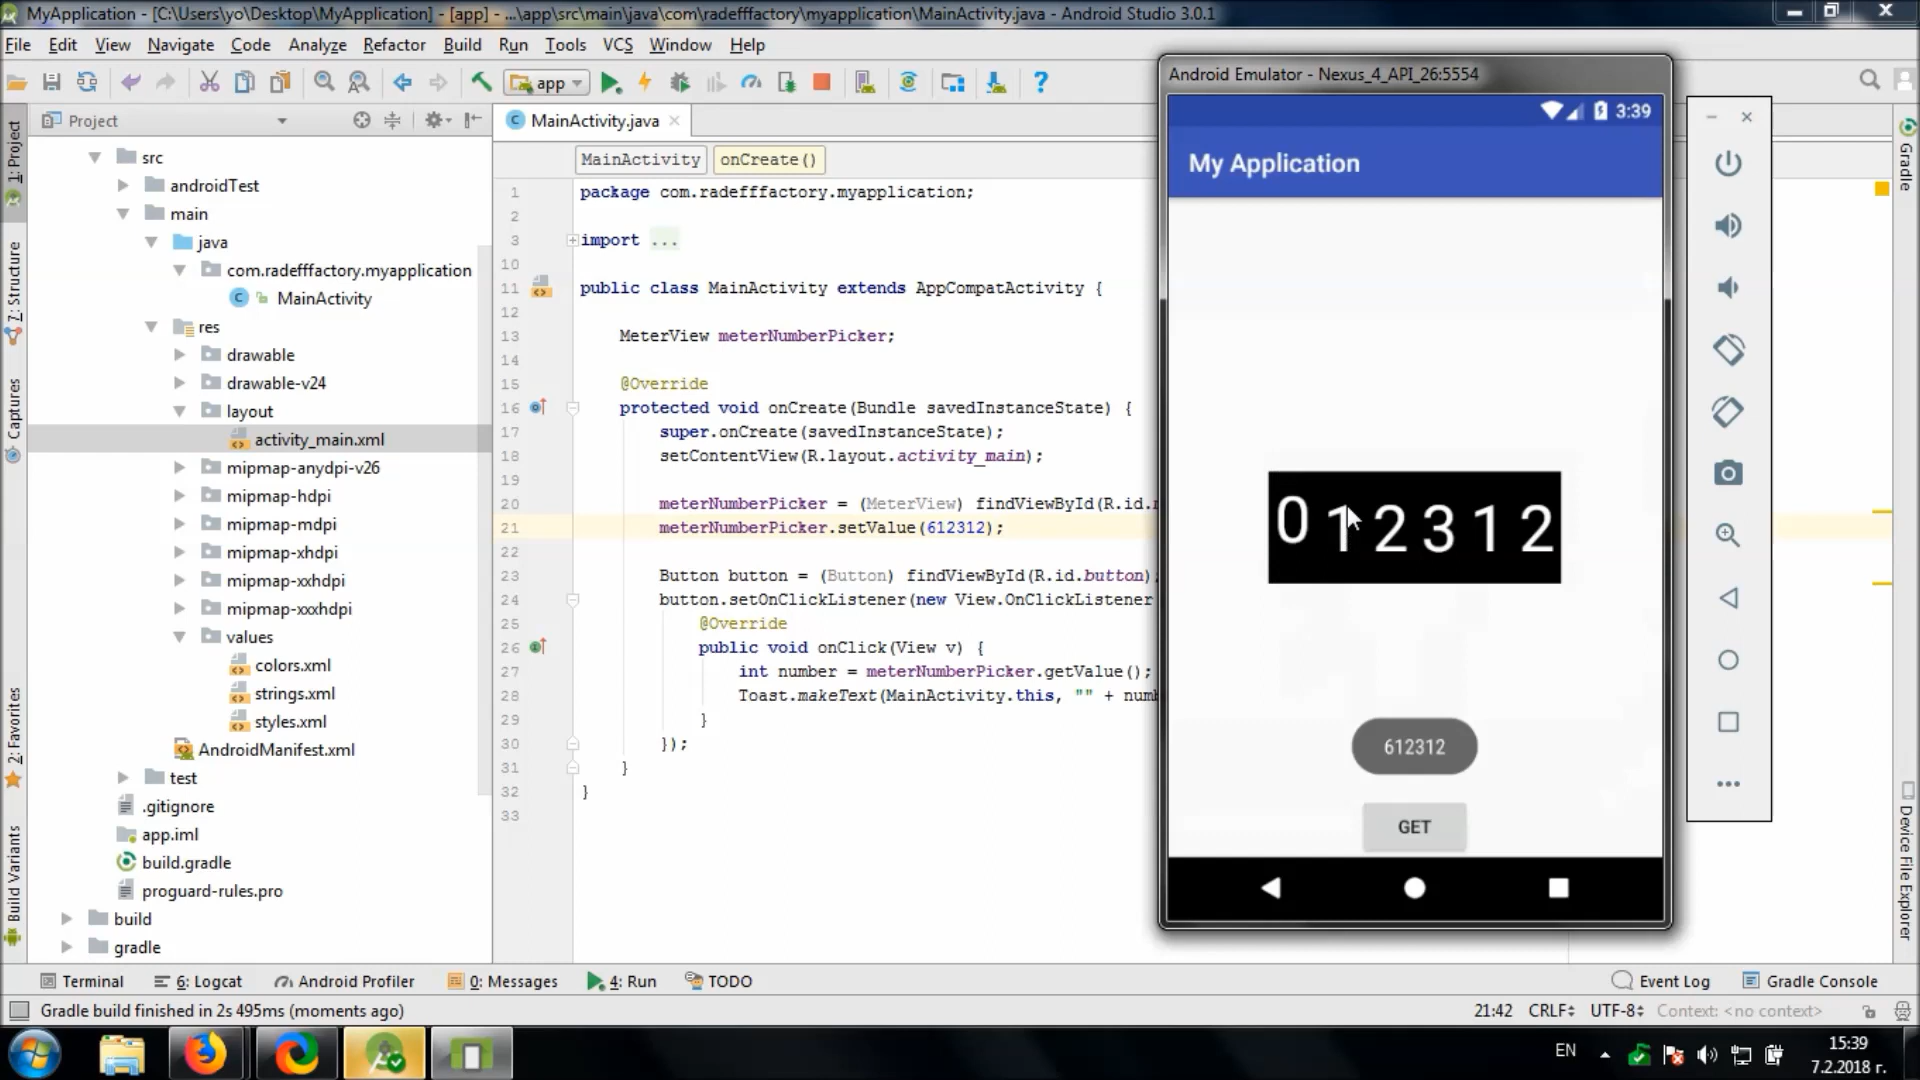 MyApplication - [C:\Users\yo\Desktop\MyApplication] - [app] - ...\app\src\main\java\com\radefffactory\myapplication\MainActivity.java - Android Studio 3.0.1
File Edit View Navigate Code Analyze Refactor Build Run Tools VCS Window Help
app
Project
MainActivity.java
MainActivity onCreate()
1: Project
7: Structure
Captures
2: Favorites
Build Variants
src
androidTest
main
java
com.radefffactory.myapplication
MainActivity
res
drawable
drawable-v24
layout
activity_main.xml
mipmap-anydpi-v26
mipmap-hdpi
mipmap-mdpi
mipmap-xhdpi
mipmap-xxhdpi
mipmap-xxxhdpi
values
colors.xml
strings.xml
styles.xml
AndroidManifest.xml
test
.gitignore
app.iml
build.gradle
proguard-rules.pro
build
gradle
1 package com.radefffactory.myapplication;
2
3 import ...
10
11 public class MainActivity extends AppCompatActivity {
12
13 MeterView meterNumberPicker;
14
15 @Override
16 protected void onCreate(Bundle savedInstanceState) {
17 super.onCreate(savedInstanceState);
18 setContentView(R.layout.activity_main);
19
20 meterNumberPicker = (MeterView) findViewById(R.id.
21 meterNumberPicker.setValue(612312);
22
23 Button button = (Button) findViewById(R.id.button)
24 button.setOnClickListener(new View.OnClickListener
25 @Override
26 public void onClick(View v) {
27 int number = meterNumberPicker.getValue();
28 Toast.makeText(MainActivity.this, "" + numb
29 }
30 });
31 }
32 }
33
Android Emulator - Nexus_4_API_26:5554
3:39
My Application
0 1 2 3 1 2
612312
GET
Gradle
Device File Explorer
Terminal 6: Logcat Android Profiler 0: Messages 4: Run TODO Event Log Gradle Console
Gradle build finished in 2s 495ms (moments ago) 21:42 CRLF UTF-8 Context: <no context>
EN 15:39
7.2.2018 г.